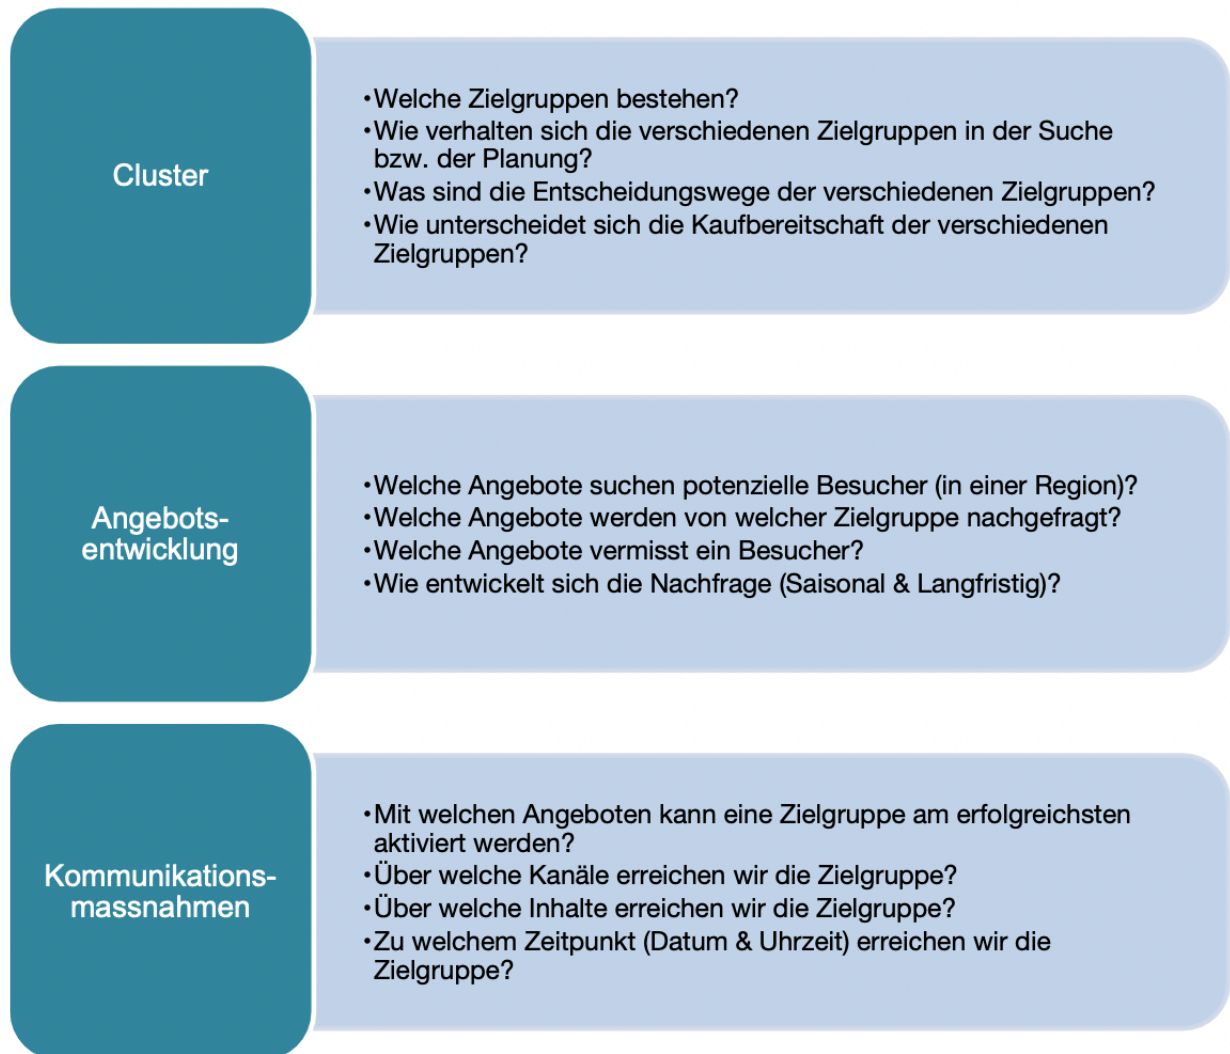 Cluster
•Welche Zielgruppen bestehen?
•Wie verhalten sich die verschiedenen Zielgruppen in der Suche
bzw. der Planung?
•Was sind die Entscheidungswege der verschiedenen Zielgruppen?
•Wie unterscheidet sich die Kaufbereitschaft der verschiedenen
Zielgruppen?
Angebots-
entwicklung
•Welche Angebote suchen potenzielle Besucher (in einer Region)?
•Welche Angebote werden von welcher Zielgruppe nachgefragt?
•Welche Angebote vermisst ein Besucher?
•Wie entwickelt sich die Nachfrage (Saisonal & Langfristig)?
Kommunikations-
massnahmen
•Mit welchen Angeboten kann eine Zielgruppe am erfolgreichsten
aktiviert werden?
•Über welche Kanäle erreichen wir die Zielgruppe?
•Über welche Inhalte erreichen wir die Zielgruppe?
•Zu welchem Zeitpunkt (Datum & Uhrzeit) erreichen wir die
Zielgruppe?